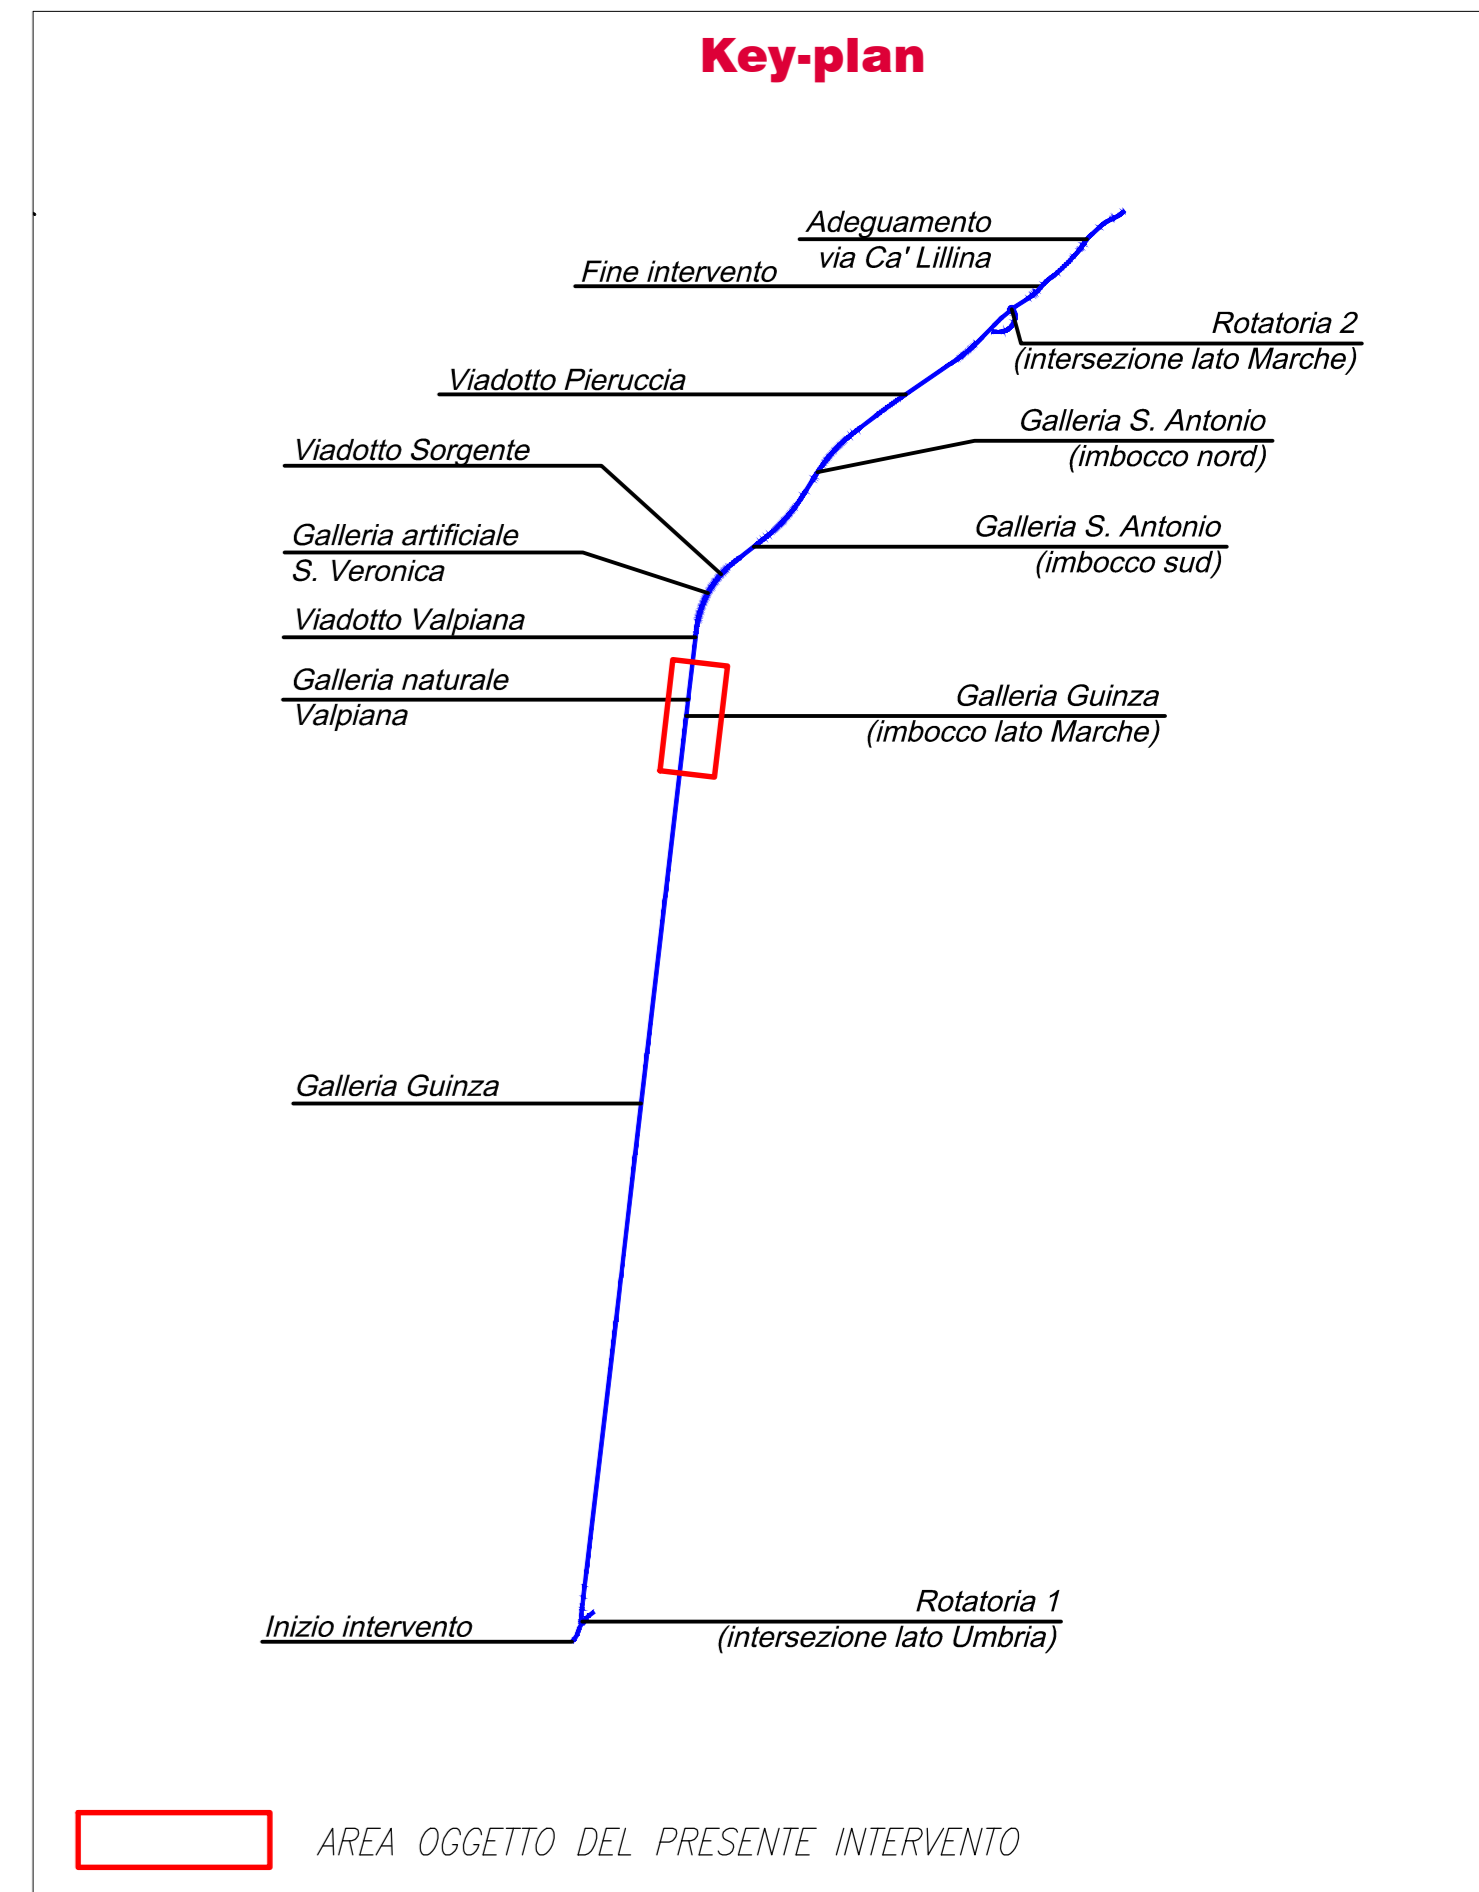 Key-plan
Adeguamento
via Ca' Lillina
Fine intervento
Rotatoria 2
(intersezione lato Marche)
Viadotto Pieruccia
Galleria S. Antonio
(imbocco nord)
Viadotto Sorgente
Galleria S. Antonio
(imbocco sud)
Galleria artificiale
S. Veronica
Viadotto Valpiana
Galleria naturale
Valpiana
Galleria Guinza
(imbocco lato Marche)
Galleria Guinza
Rotatoria 1
(intersezione lato Umbria)
Inizio intervento
AREA OGGETTO DEL PRESENTE INTERVENTO